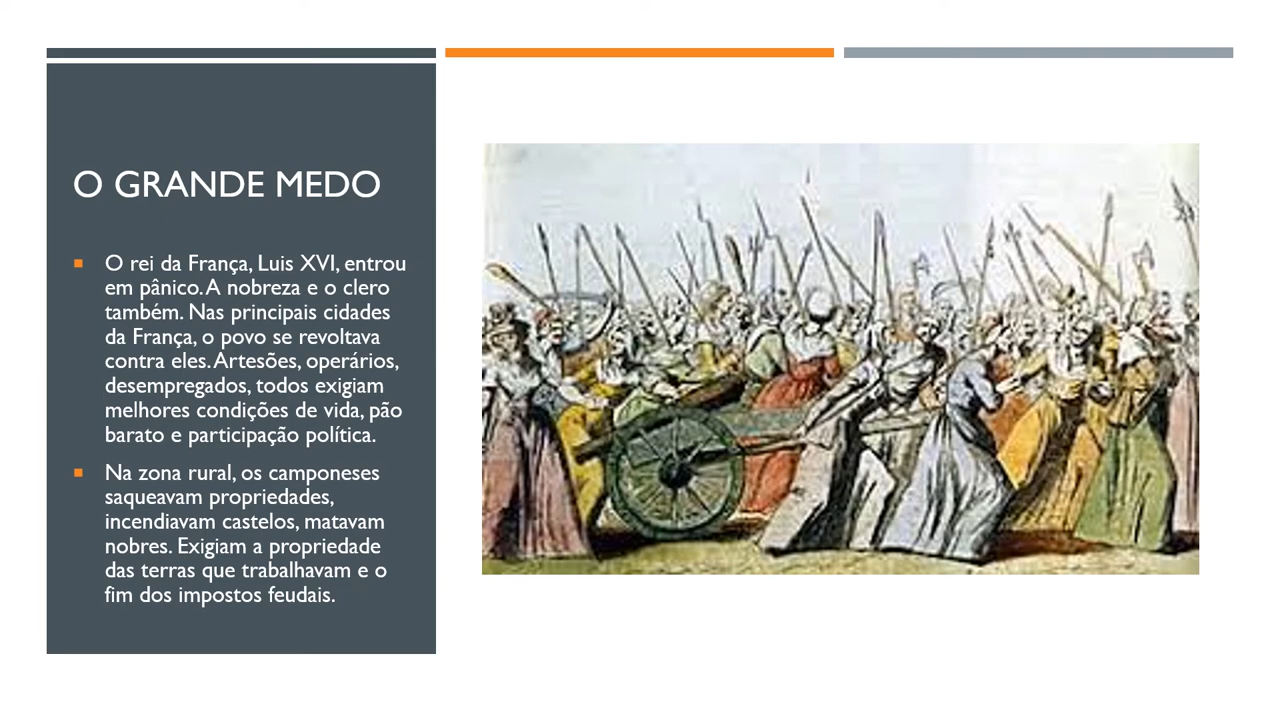 O GRANDE MEDO
O rei da França, Luis XVI, entrou
em pânico. A nobreza e o clero
também. Nas principais cidades
da França, o povo se revoltava
contra eles. Artesões, operários,
desempregados, todos exigiam
melhores condições de vida, pão
barato e participação política.
Na zona rural, os camponeses
saqueavam propriedades,
incendiavam castelos, matavam
nobres. Exigiam a propriedade
das terras que trabalhavam e o
fim dos impostos feudais.